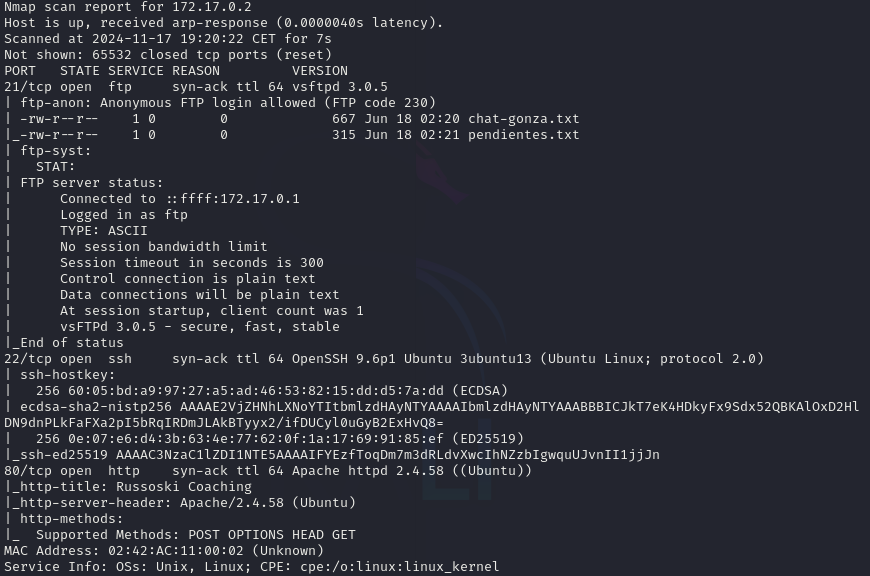 Nmap scan report for 172.17.0.2
Host is up, received arp-response (0.0000040s latency).
Scanned at 2024-11-17 19:20:22 CET for 7s
Not shown: 65532 closed tcp ports (reset)
PORT   STATE SERVICE REASON         VERSION
21/tcp open  ftp     syn-ack ttl 64 vsftpd 3.0.5
| ftp-anon: Anonymous FTP login allowed (FTP code 230)
| -rw-r--r--    1 0        0             667 Jun 18 02:20 chat-gonza.txt
|_-rw-r--r--    1 0        0             315 Jun 18 02:21 pendientes.txt
| ftp-syst:
|   STAT:
| FTP server status:
|      Connected to ::ffff:172.17.0.1
|      Logged in as ftp
|      TYPE: ASCII
|      No session bandwidth limit
|      Session timeout in seconds is 300
|      Control connection is plain text
|      Data connections will be plain text
|      At session startup, client count was 1
|      vsFTPd 3.0.5 - secure, fast, stable
|_End of status
22/tcp open  ssh     syn-ack ttl 64 OpenSSH 9.6p1 Ubuntu 3ubuntu13 (Ubuntu Linux; protocol 2.0)
| ssh-hostkey:
|   256 60:05:bd:a9:97:27:a5:ad:46:53:82:15:dd:d5:7a:dd (ECDSA)
| ecdsa-sha2-nistp256 AAAAE2VjZHNhLXNoYTItbmlzdHAyNTYAAAAIbmlzdHAyNTYAAABBBICJkT7eK4HDkyFx9Sdx52QBKAlOxD2Hl
DN9dnPLkFaFXa2pI5bRqIRDmJLAkBTyyx2/ifDUCyl0uGyB2ExHvQ8=
|   256 0e:07:e6:d4:3b:63:4e:77:62:0f:1a:17:69:91:85:ef (ED25519)
|_ssh-ed25519 AAAAC3NzaC1lZDI1NTE5AAAAIFYEzfToqDm7m3dRLdvXwcIhNZzbIgwquUJvnII1jjJn
80/tcp open  http    syn-ack ttl 64 Apache httpd 2.4.58 ((Ubuntu))
|_http-title: Russoski Coaching
|_http-server-header: Apache/2.4.58 (Ubuntu)
| http-methods:
|_  Supported Methods: POST OPTIONS HEAD GET
MAC Address: 02:42:AC:11:00:02 (Unknown)
Service Info: OSs: Unix, Linux; CPE: cpe:/o:linux:linux_kernel